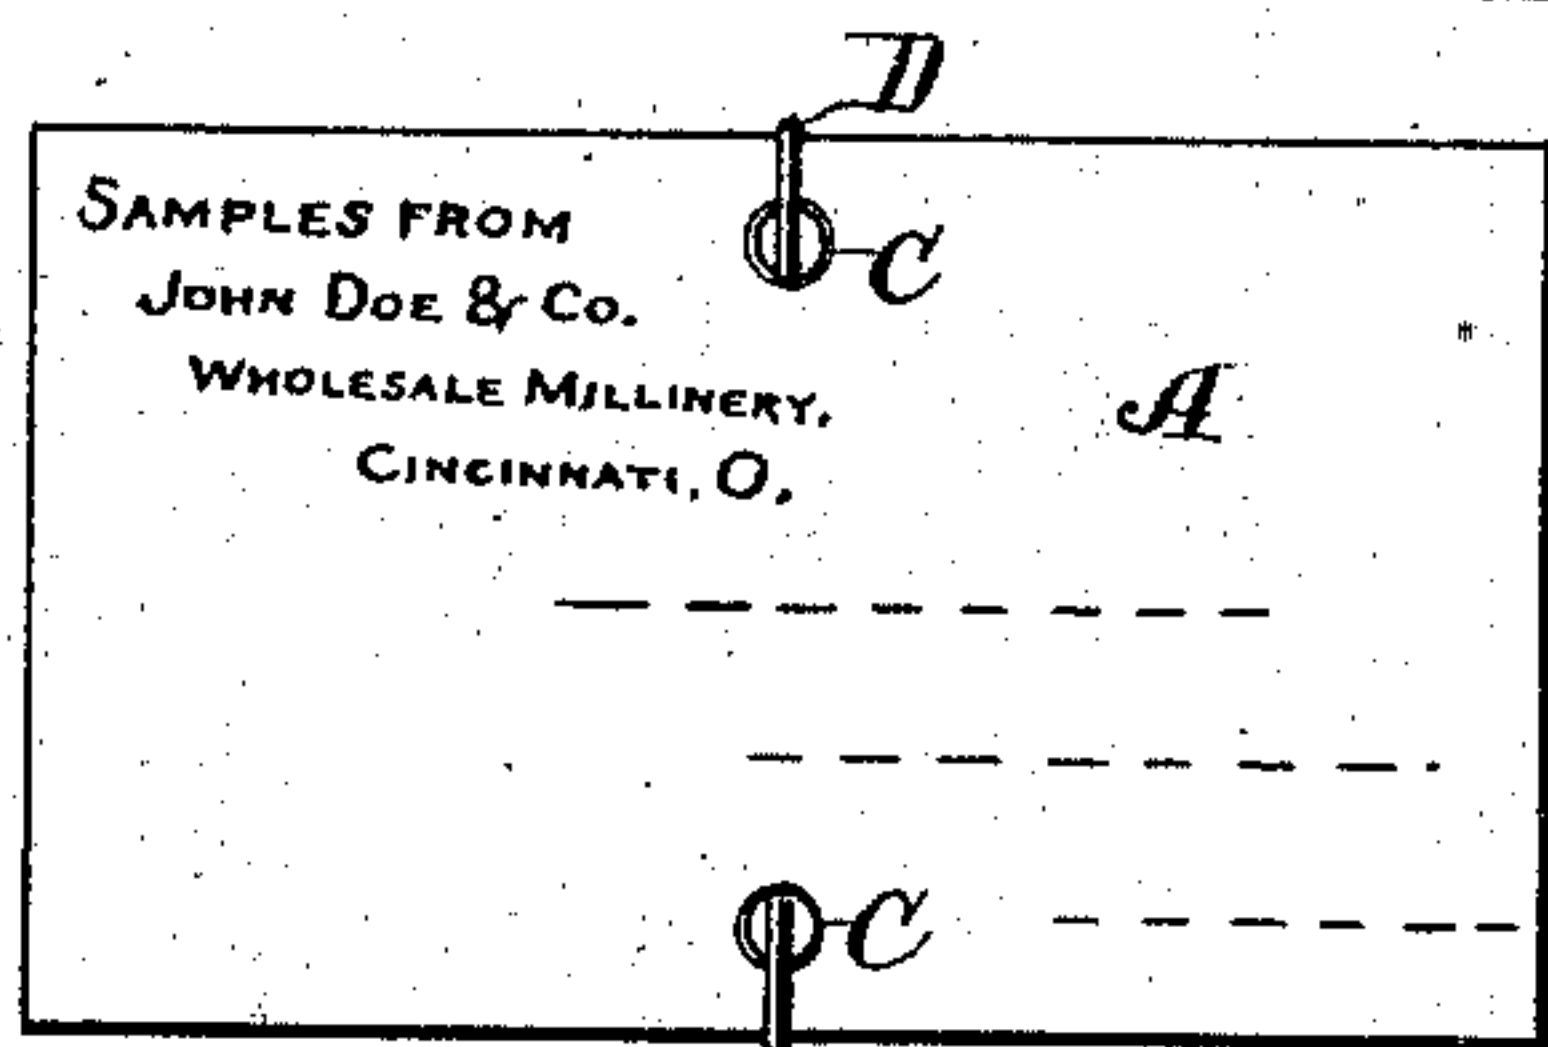 D
SAMPLES FROM
C
JOHN DOE & CO.
WHOLESALE MILLINERY,
A
CINCINNATI, O.
C